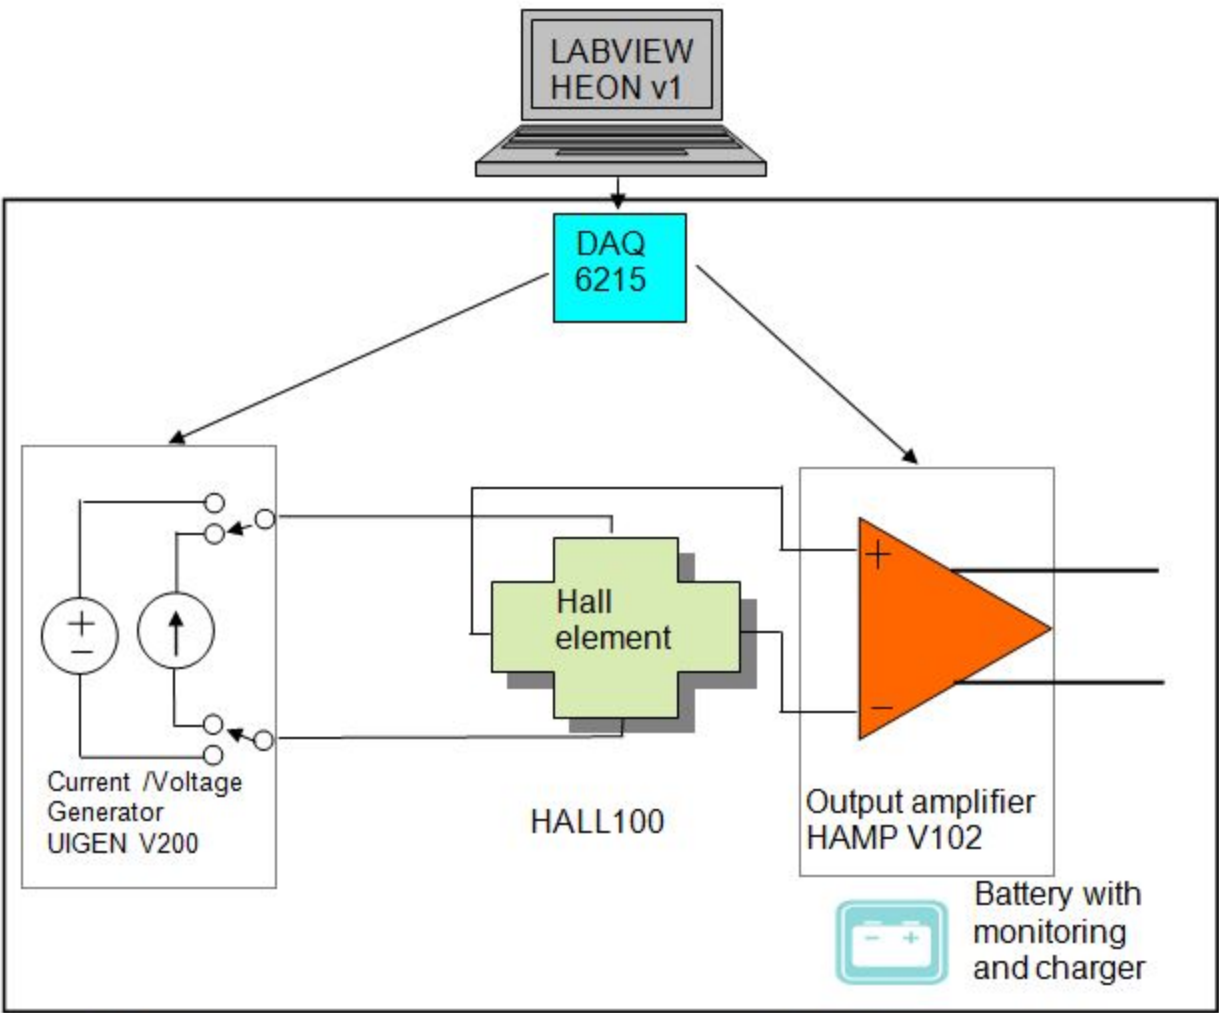 LABVIEW
HEON v1
DAQ
6215
+
−
Current /Voltage
Generator
UIGEN V200
Hall
element
HALL100
+
−
Output amplifier
HAMP V102
− +
Battery with
monitoring
and charger